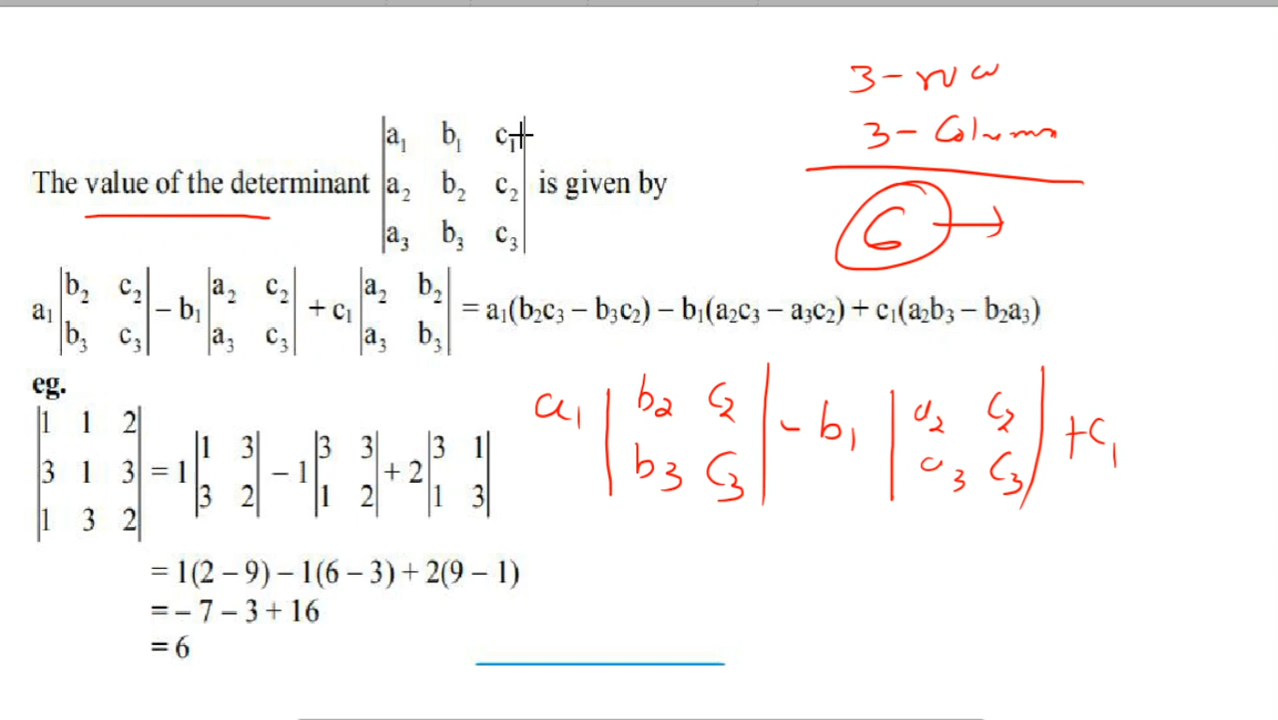 3 - row
3 - Column
6 →
|a₁ b₁ c₁|
The value of the determinant |a₂ b₂ c₂| is given by
|a₃ b₃ c₃|
a₁ |b₂ c₂| − b₁ |a₂ c₂| + c₁ |a₂ b₂| = a₁(b₂c₃ − b₃c₂) − b₁(a₂c₃ − a₃c₂) + c₁(a₂b₃ − b₂a₃)
|b₃ c₃| |a₃ c₃| |a₃ b₃|
eg.
|1 1 2|
|3 1 3| = 1 |1 3| − 1 |3 3| + 2 |3 1|
|1 3 2| |3 2| |1 2| |1 3|
a₁ |b₂ c₂| - b₁ |a₂ c₂| + c₁
|b₃ c₃| |a₃ c₃|
= 1(2 − 9) − 1(6 − 3) + 2(9 − 1)
= − 7 − 3 + 16
= 6